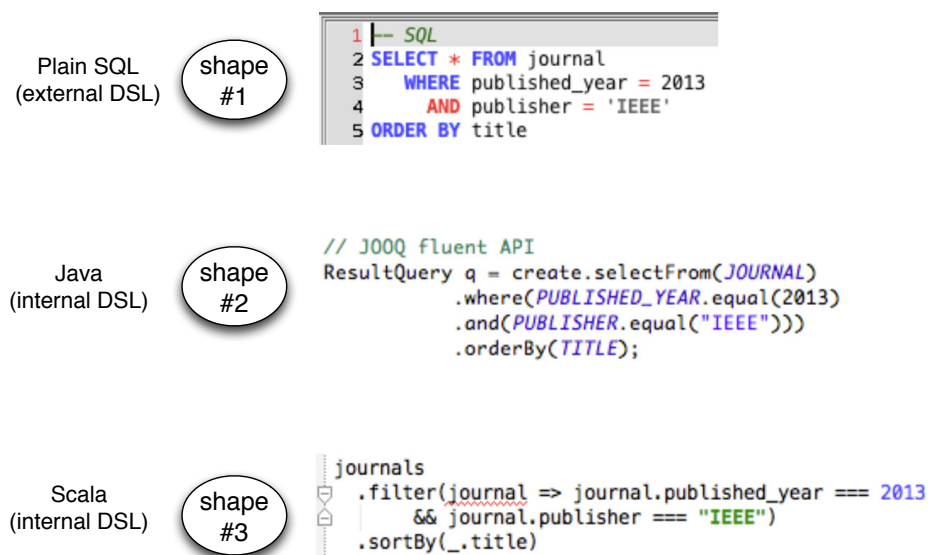 Plain SQL
(external DSL)
shape
#1
1 -- SQL
2 SELECT * FROM journal
3 WHERE published_year = 2013
4 AND publisher = 'IEEE'
5 ORDER BY title
Java
(internal DSL)
shape
#2
// JOOQ fluent API
ResultQuery q = create.selectFrom(JOURNAL)
.where(PUBLISHED_YEAR.equal(2013)
.and(PUBLISHER.equal("IEEE")))
.orderBy(TITLE);
Scala
(internal DSL)
shape
#3
journals
.filter(journal => journal.published_year === 2013
&& journal.publisher === "IEEE")
.sortBy(_.title)